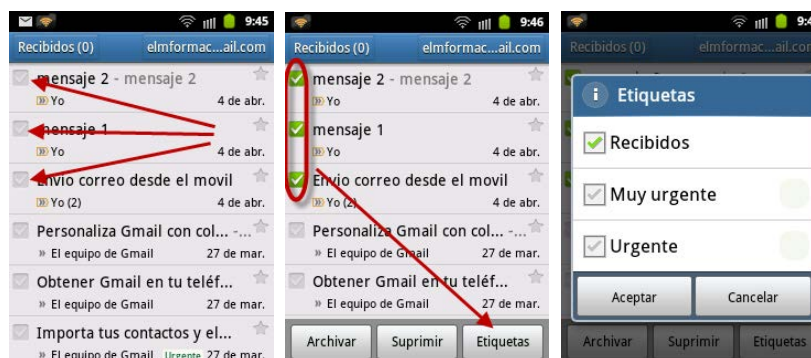 9:45
Recibidos (0) elmformac...ail.com
mensaje 2 - mensaje 2
Yo 4 de abr.
mensaje 1
Yo 4 de abr.
Envio correo desde el movil
Yo (2) 4 de abr.
Personaliza Gmail con col... -...
» El equipo de Gmail 27 de mar.
Obtener Gmail en tu teléf...
» El equipo de Gmail 27 de mar.
Importa tus contactos y el...
» El equipo de Gmail Urgente 27 de mar.
9:46
Recibidos (0) elmformac...ail.com
mensaje 2 - mensaje 2
Yo 4 de abr.
mensaje 1
Yo 4 de abr.
Envio correo desde el movil
Yo (2) 4 de abr.
Personaliza Gmail con col... -...
» El equipo de Gmail 27 de mar.
Obtener Gmail en tu teléf...
» El equipo de Gmail 27 de mar.
Archivar Suprimir Etiquetas
Recibidos (0) elmformac...ail.com
Etiquetas
Recibidos
Muy urgente
Urgente
Aceptar Cancelar
Archivar Suprimir Etiquetas